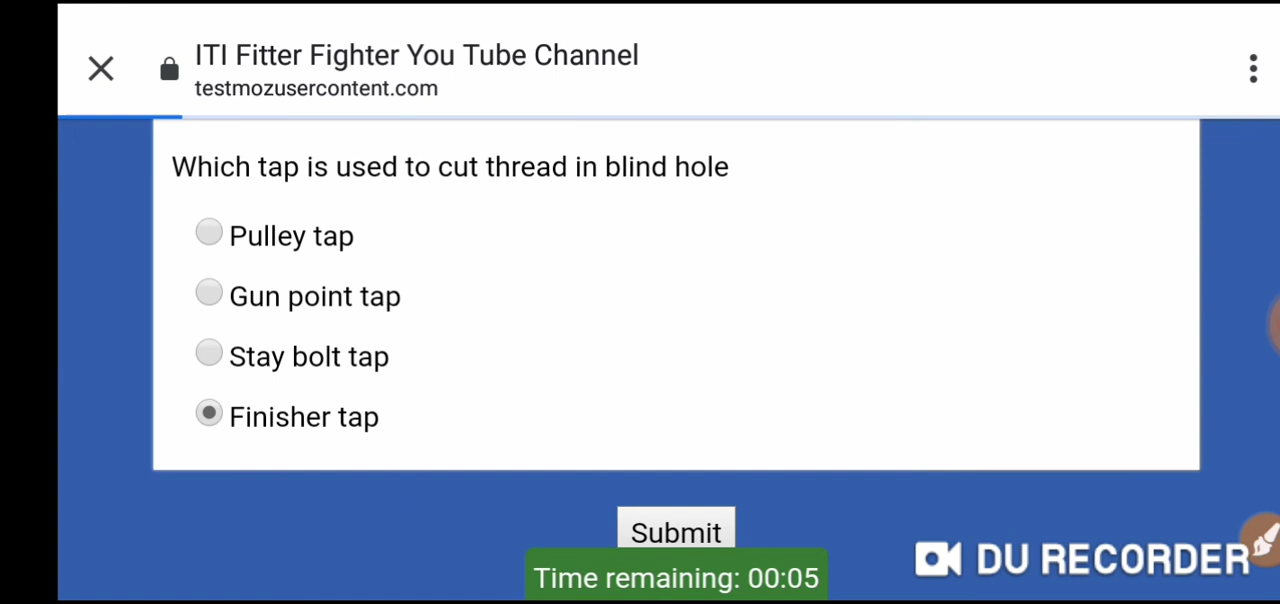 ITI Fitter Fighter You Tube Channel
testmozusercontent.com
Which tap is used to cut thread in blind hole
Pulley tap
Gun point tap
Stay bolt tap
Finisher tap
Submit
Time remaining: 00:05
DU RECORDER